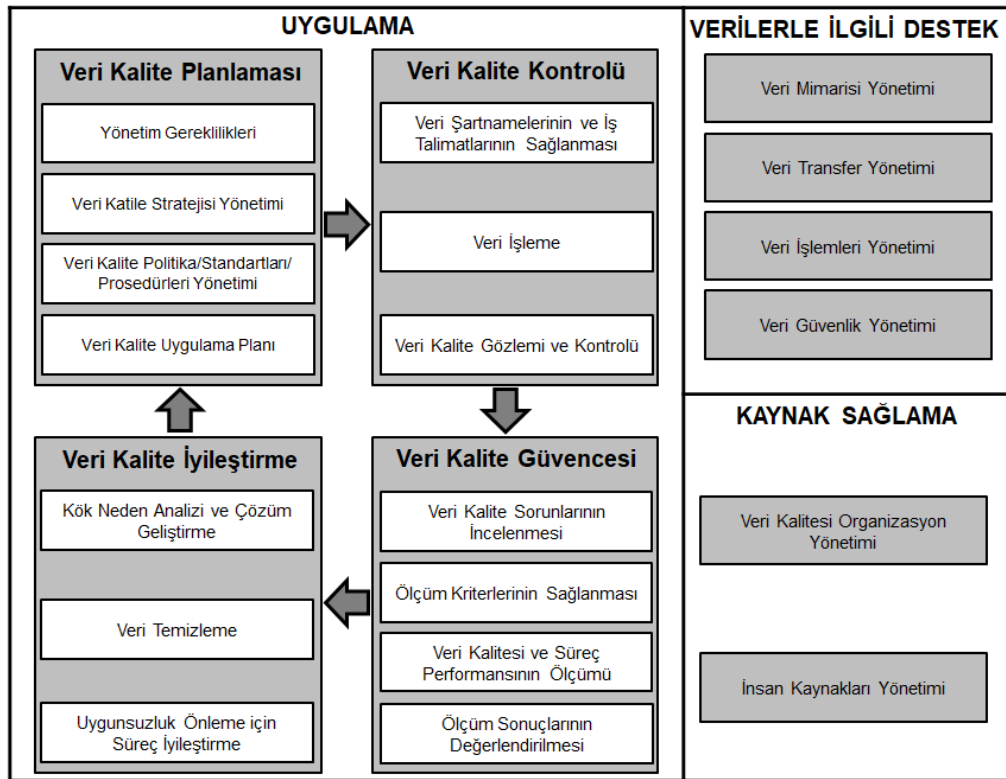 UYGULAMA
Veri Kalite Planlaması
Yönetim Gereklilikleri
Veri Katile Stratejisi Yönetimi
Veri Kalite Politika/Standartları/
Prosedürleri Yönetimi
Veri Kalite Uygulama Planı
Veri Kalite Kontrolü
Veri Şartnamelerinin ve İş
Talimatlarının Sağlanması
Veri İşleme
Veri Kalite Gözlemi ve Kontrolü
Veri Kalite İyileştirme
Kök Neden Analizi ve Çözüm
Geliştirme
Veri Temizleme
Uygunsuzluk Önleme için
Süreç İyileştirme
Veri Kalite Güvencesi
Veri Kalite Sorunlarının
İncelenmesi
Ölçüm Kriterlerinin Sağlanması
Veri Kalitesi ve Süreç
Performansının Ölçümü
Ölçüm Sonuçlarının
Değerlendirilmesi
VERİLERLE İLGİLİ DESTEK
Veri Mimarisi Yönetimi
Veri Transfer Yönetimi
Veri İşlemleri Yönetimi
Veri Güvenlik Yönetimi
KAYNAK SAĞLAMA
Veri Kalitesi Organizasyon
Yönetimi
İnsan Kaynakları Yönetimi